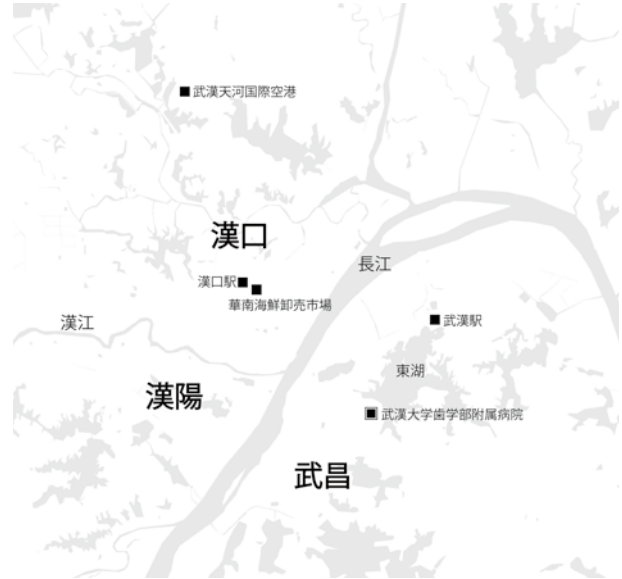 武漢天河国際空港
漢口
長江
漢口駅
華南海鮮卸売市場
漢江
武漢駅
東湖
漢陽
武漢大学歯学部附属病院
武昌